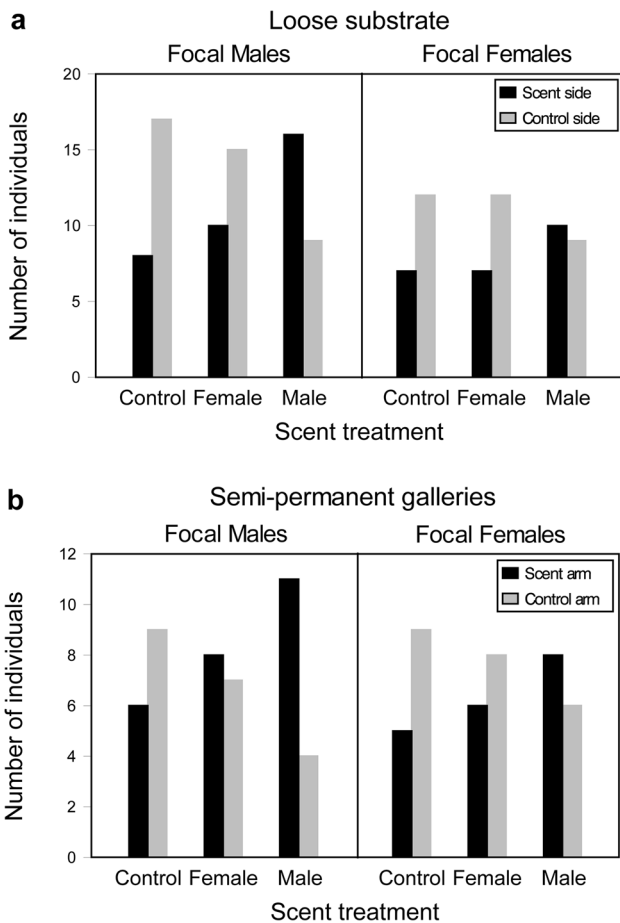 a
Loose substrate
Focal Males
Focal Females
Number of individuals
20
15
10
5
0
Scent side
Control side
Control Female Male
Control Female Male
Scent treatment
b
Semi-permanent galleries
Focal Males
Focal Females
Number of individuals
12
10
8
6
4
2
0
Scent arm
Control arm
Control Female Male
Control Female Male
Scent treatment